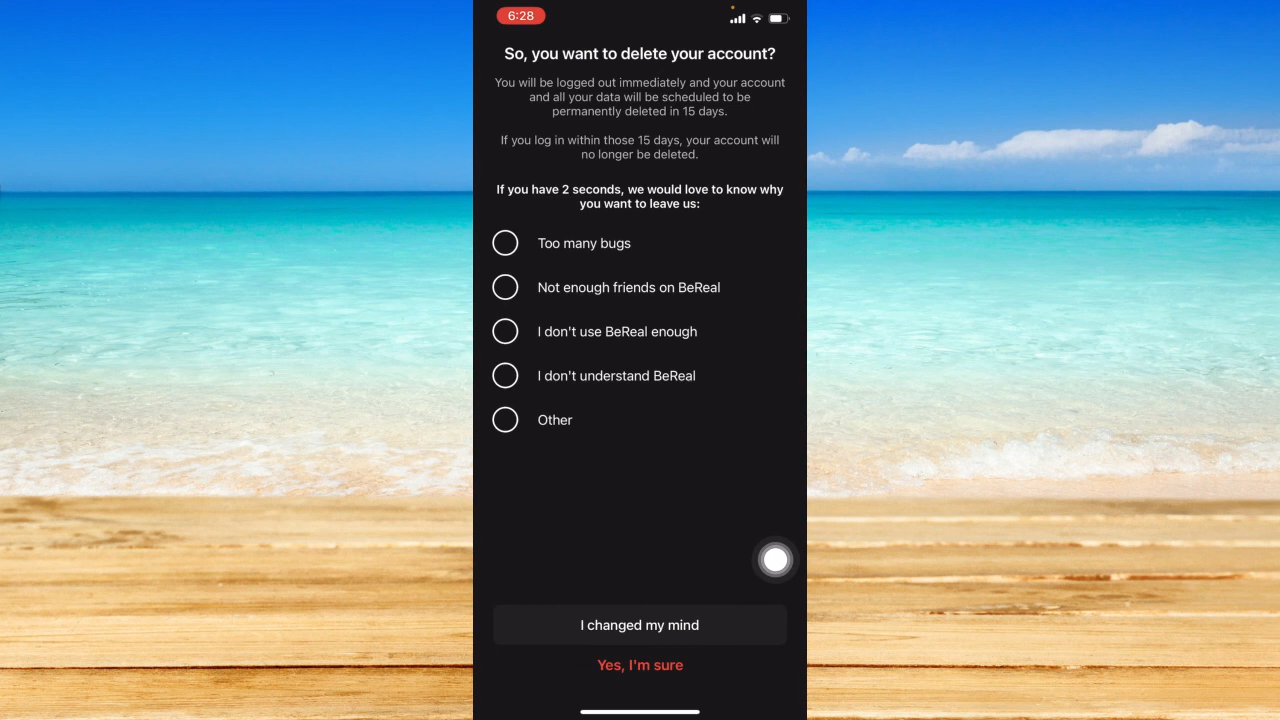 6:28
So, you want to delete your account?
You will be logged out immediately and your account
and all your data will be scheduled to be
permanently deleted in 15 days.
If you log in within those 15 days, your account will
no longer be deleted.
If you have 2 seconds, we would love to know why
you want to leave us:
Too many bugs
Not enough friends on BeReal
I don't use BeReal enough
I don't understand BeReal
Other
I changed my mind
Yes, I'm sure